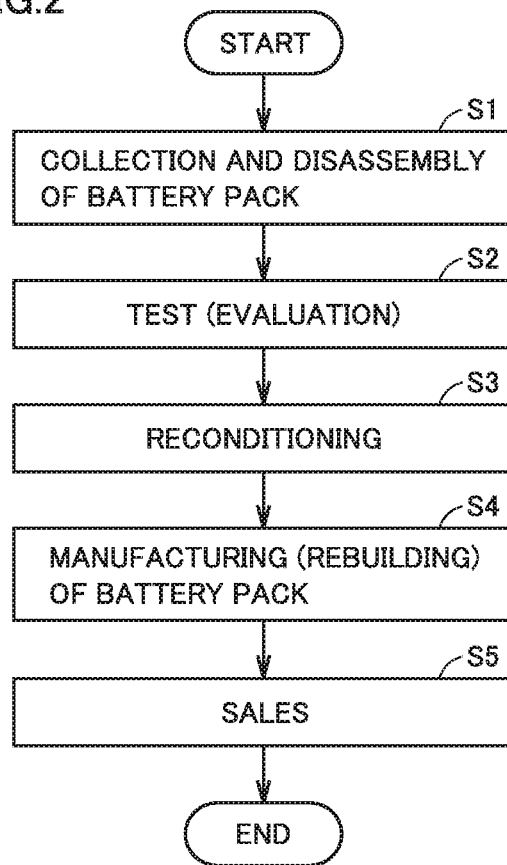 FIG.2
START
S1
COLLECTION AND DISASSEMBLY
OF BATTERY PACK
S2
TEST (EVALUATION)
S3
RECONDITIONING
S4
MANUFACTURING (REBUILDING)
OF BATTERY PACK
S5
SALES
END